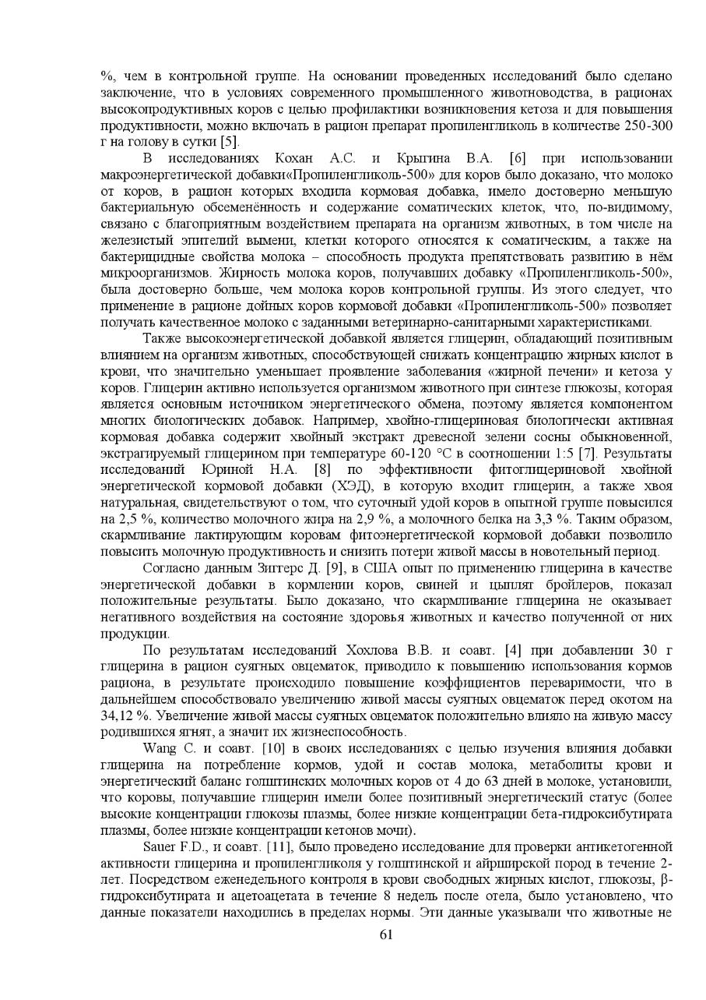 %, чем в контрольной группе. На основании проведенных исследований было сделано
заключение, что в условиях современного промышленного животноводства, в рационах
высокопродуктивных коров с целью профилактики возникновения кетоза и для повышения
продуктивности, можно включать в рацион препарат пропиленгликоль в количестве 250-300
г на голову в сутки [5].
В исследованиях Кохан А.С. и Крыгина В.А. [6] при использовании
макроэнергетической добавки«Пропиленгликоль-500» для коров было доказано, что молоко
от коров, в рацион которых входила кормовая добавка, имело достоверно меньшую
бактериальную обсеменённость и содержание соматических клеток, что, по-видимому,
связано с благоприятным воздействием препарата на организм животных, в том числе на
железистый эпителий вымени, клетки которого относятся к соматическим, а также на
бактерицидные свойства молока – способность продукта препятствовать развитию в нём
микроорганизмов. Жирность молока коров, получавших добавку «Пропиленгликоль-500»,
была достоверно больше, чем молока коров контрольной группы. Из этого следует, что
применение в рационе дойных коров кормовой добавки «Пропиленгликоль-500» позволяет
получать качественное молоко с заданными ветеринарно-санитарными характеристиками.
Также высокоэнергетической добавкой является глицерин, обладающий позитивным
влиянием на организм животных, способствующей снижать концентрацию жирных кислот в
крови, что значительно уменьшает проявление заболевания «жирной печени» и кетоза у
коров. Глицерин активно используется организмом животного при синтезе глюкозы, которая
является основным источником энергетического обмена, поэтому является компонентом
многих биологических добавок. Например, хвойно-глицериновая биологически активная
кормовая добавка содержит хвойный экстракт древесной зелени сосны обыкновенной,
экстрагируемый глицерином при температуре 60-120 °С в соотношении 1:5 [7]. Результаты
исследований Юриной Н.А. [8] по эффективности фитоглицериновой хвойной
энергетической кормовой добавки (ХЭД), в которую входит глицерин, а также хвоя
натуральная, свидетельствуют о том, что суточный удой коров в опытной группе повысился
на 2,5 %, количество молочного жира на 2,9 %, а молочного белка на 3,3 %. Таким образом,
скармливание лактирующим коровам фитоэнергетической кормовой добавки позволило
повысить молочную продуктивность и снизить потери живой массы в новотельный период.
Согласно данным Зиггерс Д. [9], в США опыт по применению глицерина в качестве
энергетической добавки в кормлении коров, свиней и цыплят бройлеров, показал
положительные результаты. Было доказано, что скармливание глицерина не оказывает
негативного воздействия на состояние здоровья животных и качество полученной от них
продукции.
По результатам исследований Хохлова В.В. и соавт. [4] при добавлении 30 г
глицерина в рацион суягных овцематок, приводило к повышению использования кормов
рациона, в результате происходило повышение коэффициентов переваримости, что в
дальнейшем способствовало увеличению живой массы суягных овцематок перед окотом на
34,12 %. Увеличение живой массы суягных овцематок положительно влияло на живую массу
родившихся ягнят, а значит их жизнеспособность.
Wang C. и соавт. [10] в своих исследованиях с целью изучения влияния добавки
глицерина на потребление кормов, удой и состав молока, метаболиты крови и
энергетический баланс голштинских молочных коров от 4 до 63 дней в молоке, установили,
что коровы, получавшие глицерин имели более позитивный энергетический статус (более
высокие концентрации глюкозы плазмы, более низкие концентрации бета-гидроксибутирата
плазмы, более низкие концентрации кетонов мочи).
Sauer F.D., и соавт. [11], было проведено исследование для проверки антикетогенной
активности глицерина и пропиленгликоля у голштинской и айрширской пород в течение 2-
лет. Посредством еженедельного контроля в крови свободных жирных кислот, глюкозы, β-
гидроксибутирата и ацетоацетата в течение 8 недель после отела, было установлено, что
данные показатели находились в пределах нормы. Эти данные указывали что животные не
61